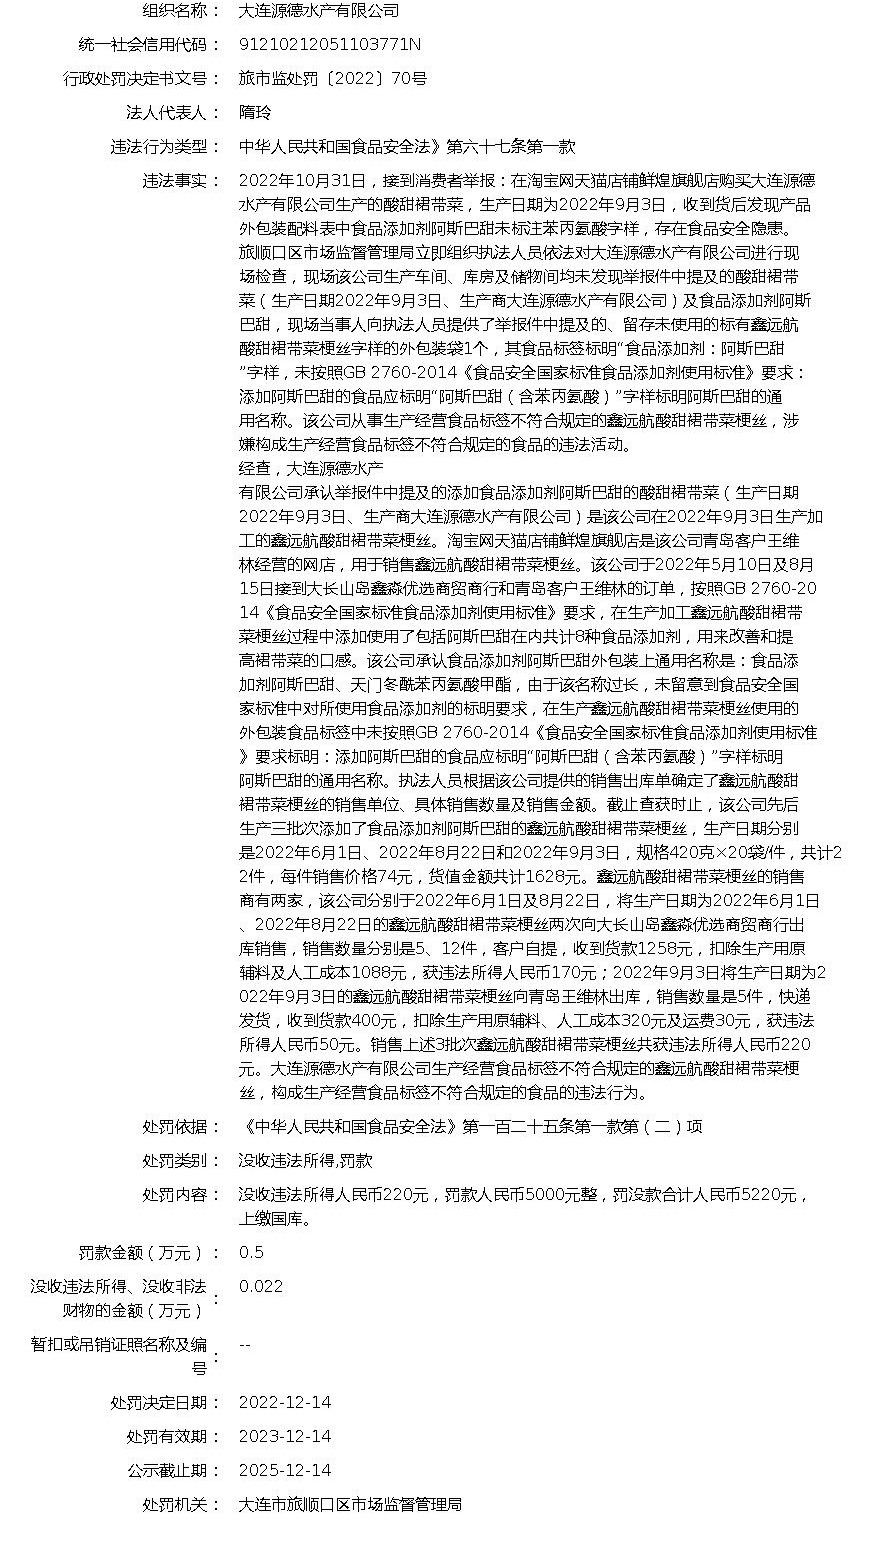 组织名称： 大连源德水产有限公司
统一社会信用代码： 91210212051103771N
行政处罚决定书文号： 旅市监处罚〔2022〕70号
法人代表人： 隋玲
违法行为类型： 中华人民共和国食品安全法》第六十七条第一款
违法事实： 2022年10月31日，接到消费者举报：在淘宝网天猫店铺鲜煌旗舰店购买大连源德
水产有限公司生产的酸甜裙带菜，生产日期为2022年9月3日，收到货后发现产品
外包装配料表中食品添加剂阿斯巴甜未标注苯丙氨酸字样，存在食品安全隐患。
旅顺口区市场监督管理局立即组织执法人员依法对大连源德水产有限公司进行现
场检查，现场该公司生产车间、库房及储物间均未发现举报件中提及的酸甜裙带
菜（生产日期2022年9月3日、生产商大连源德水产有限公司）及食品添加剂阿斯
巴甜，现场当事人向执法人员提供了举报件中提及的、留存未使用的标有鑫远航
酸甜裙带菜梗丝字样的外包装袋1个，其食品标签标明“食品添加剂：阿斯巴甜
”字样，未按照GB 2760-2014《食品安全国家标准食品添加剂使用标准》要求：
添加阿斯巴甜的食品应标明“阿斯巴甜（含苯丙氨酸）”字样标明阿斯巴甜的通
用名称。该公司从事生产经营食品标签不符合规定的鑫远航酸甜裙带菜梗丝，涉
嫌构成生产经营食品标签不符合规定的食品的违法活动。
经查，大连源德水产
有限公司承认举报件中提及的添加食品添加剂阿斯巴甜的酸甜裙带菜（生产日期
2022年9月3日、生产商大连源德水产有限公司）是该公司在2022年9月3日生产加
工的鑫远航酸甜裙带菜梗丝。淘宝网天猫店铺鲜煌旗舰店是该公司青岛客户王维
林经营的网店，用于销售鑫远航酸甜裙带菜梗丝。该公司于2022年5月10日及8月
15日接到大长山岛鑫淼优选商贸商行和青岛客户王维林的订单，按照GB 2760-20
14《食品安全国家标准食品添加剂使用标准》要求，在生产加工鑫远航酸甜裙带
菜梗丝过程中添加使用了包括阿斯巴甜在内共计8种食品添加剂，用来改善和提
高裙带菜的口感。该公司承认食品添加剂阿斯巴甜外包装上通用名称是：食品添
加剂阿斯巴甜、天门冬酰苯丙氨酸甲酯，由于该名称过长，未留意到食品安全国
家标准中对所使用食品添加剂的标明要求，在生产鑫远航酸甜裙带菜梗丝使用的
外包装食品标签中未按照GB 2760-2014《食品安全国家标准食品添加剂使用标准
》要求标明：添加阿斯巴甜的食品应标明“阿斯巴甜（含苯丙氨酸）”字样标明
阿斯巴甜的通用名称。执法人员根据该公司提供的销售出库单确定了鑫远航酸甜
裙带菜梗丝的销售单位、具体销售数量及销售金额。截止查获时止，该公司先后
生产三批次添加了食品添加剂阿斯巴甜的鑫远航酸甜裙带菜梗丝，生产日期分别
是2022年6月1日、2022年8月22日和2022年9月3日，规格420克×20袋/件，共计2
2件，每件销售价格74元，货值金额共计1628元。鑫远航酸甜裙带菜梗丝的销售
商有两家，该公司分别于2022年6月1日及8月22日，将生产日期为2022年6月1日
、2022年8月22日的鑫远航酸甜裙带菜梗丝两次向大长山岛鑫淼优选商贸商行出
库销售，销售数量分别是5、12件，客户自提，收到货款1258元，扣除生产用原
辅料及人工成本1088元，获违法所得人民币170元；2022年9月3日将生产日期为2
022年9月3日的鑫远航酸甜裙带菜梗丝向青岛王维林出库，销售数量是5件，快递
发货，收到货款400元，扣除生产用原辅料、人工成本320元及运费30元，获违法
所得人民币50元。销售上述3批次鑫远航酸甜裙带菜梗丝共获违法所得人民币220
元。大连源德水产有限公司生产经营食品标签不符合规定的鑫远航酸甜裙带菜梗
丝，构成生产经营食品标签不符合规定的食品的违法行为。
处罚依据： 《中华人民共和国食品安全法》第一百二十五条第一款第（二）项
处罚类别： 没收违法所得,罚款
处罚内容： 没收违法所得人民币220元，罚款人民币5000元整，罚没款合计人民币5220元，
上缴国库。
罚款金额（万元）： 0.5
没收违法所得、没收非法
财物的金额（万元）： 0.022
暂扣或吊销证照名称及编
号： --
处罚决定日期： 2022-12-14
处罚有效期： 2023-12-14
公示截止期： 2025-12-14
处罚机关： 大连市旅顺口区市场监督管理局